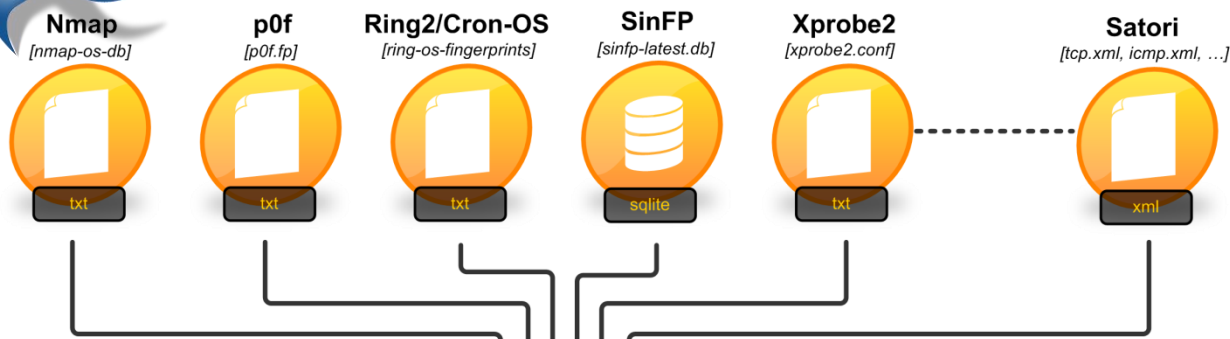 Nmap
[nmap-os-db]
txt
p0f
[p0f.fp]
txt
Ring2/Cron-OS
[ring-os-fingerprints]
txt
SinFP
[sinfp-latest.db]
sqlite
Xprobe2
[xprobe2.conf]
txt
Satori
[tcp.xml, icmp.xml, ...]
xml